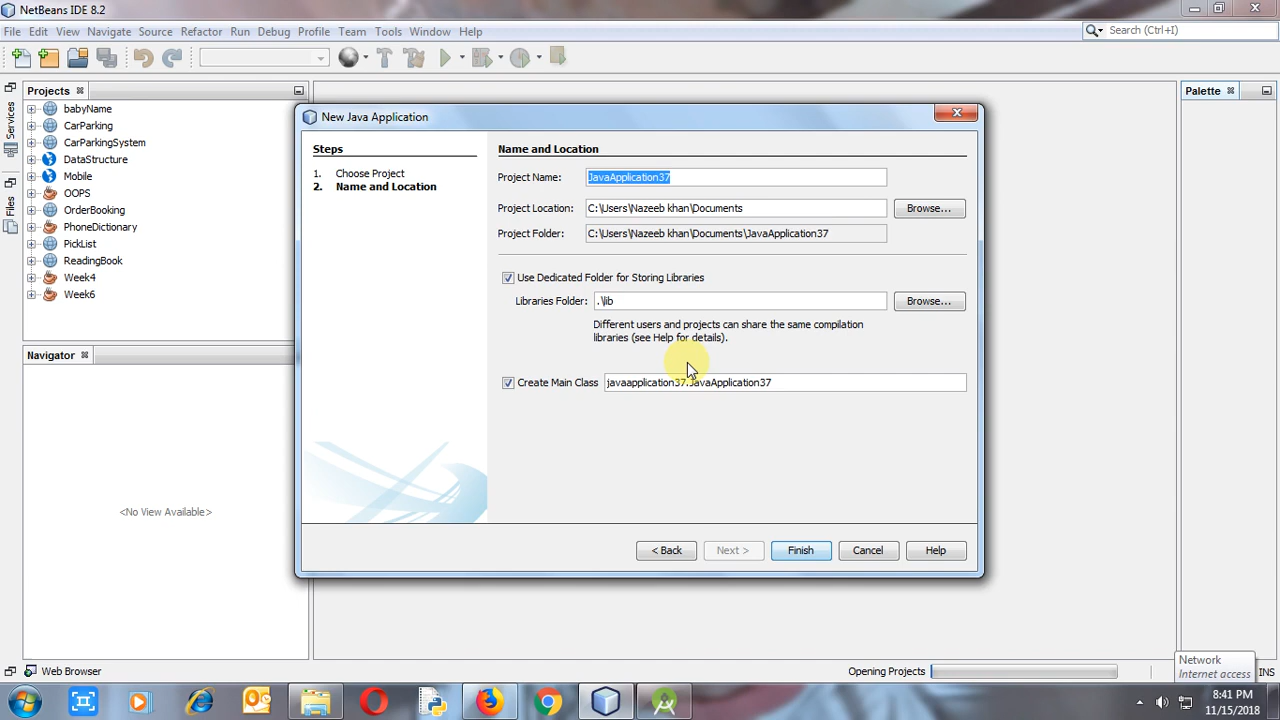 NetBeans IDE 8.2
File Edit View Navigate Source Refactor Run Debug Profile Team Tools Window Help
Search (Ctrl+I)
Projects
Palette
Services
Files
babyName
CarParking
CarParkingSystem
DataStructure
Mobile
OOPS
OrderBooking
PhoneDictionary
PickList
ReadingBook
Week4
Week6
Navigator
<No View Available>
New Java Application
Steps
1. Choose Project
2. Name and Location
Name and Location
Project Name: JavaApplication37
Project Location: C:\Users\Nazeeb khan\Documents Browse...
Project Folder: C:\Users\Nazeeb khan\Documents\JavaApplication37
Use Dedicated Folder for Storing Libraries
Libraries Folder: .\lib Browse...
Different users and projects can share the same compilation
libraries (see Help for details).
Create Main Class javaapplication37.JavaApplication37
< Back Next > Finish Cancel Help
Web Browser
Opening Projects
INS
Network
Internet access
8:41 PM
11/15/2018